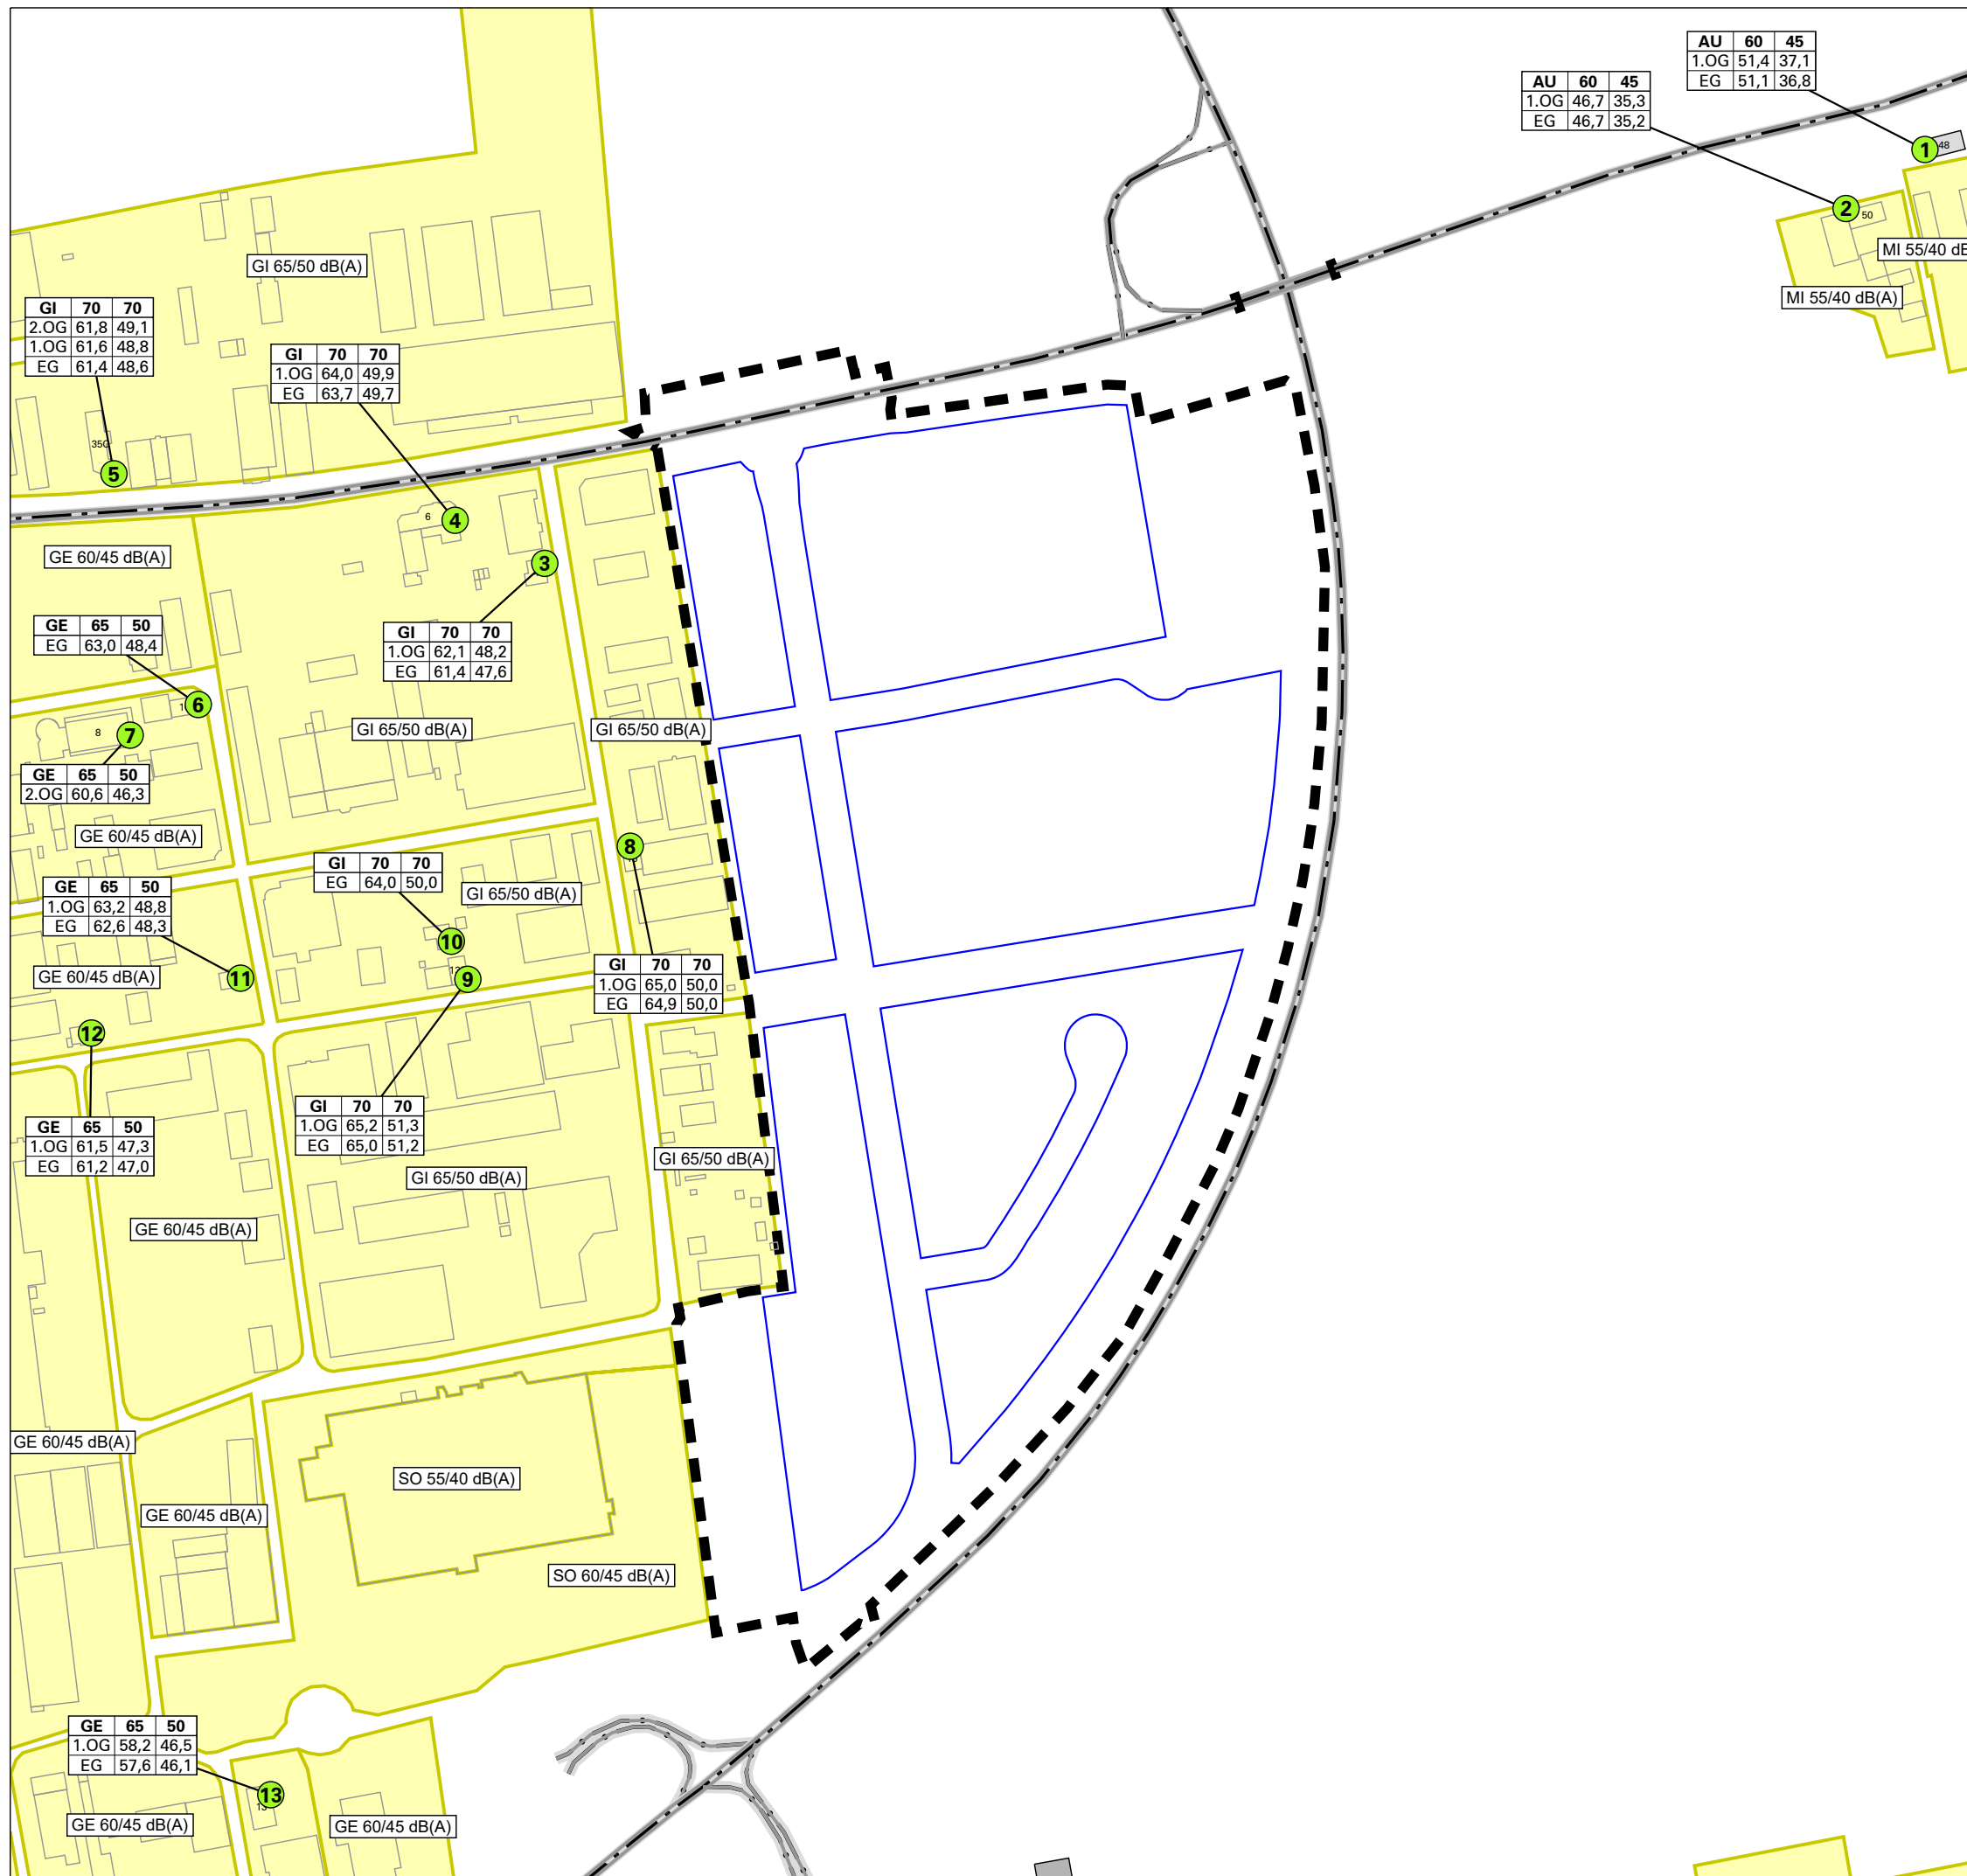 AU 60 45
1.OG 51,4 37,1
EG 51,1 36,8
AU 60 45
1.OG 46,7 35,3
EG 46,7 35,2
1
48
2
50
MI 55/40 dE
MI 55/40 dB(A)
GI 65/50 dB(A)
GI 70 70
2.OG 61,8 49,1
1.OG 61,6 48,8
EG 61,4 48,6
GI 70 70
1.OG 64,0 49,9
EG 63,7 49,7
350
5
6
4
GE 60/45 dB(A)
3
GE 65 50
EG 63,0 48,4
GI 70 70
1.OG 62,1 48,2
EG 61,4 47,6
6
8
7
GI 65/50 dB(A)
GI 65/50 dB(A)
GE 65 50
2.OG 60,6 46,3
GE 60/45 dB(A)
8
GI 70 70
EG 64,0 50,0
GI 65/50 dB(A)
GE 65 50
1.OG 63,2 48,8
EG 62,6 48,3
10
GE 60/45 dB(A)
11
9
GI 70 70
1.OG 65,0 50,0
EG 64,9 50,0
12
GE 65 50
1.OG 61,5 47,3
EG 61,2 47,0
GI 70 70
1.OG 65,2 51,3
EG 65,0 51,2
GI 65/50 dB(A)
GI 65/50 dB(A)
GE 60/45 dB(A)
GE 60/45 dB(A)
SO 55/40 dB(A)
GE 60/45 dB(A)
SO 60/45 dB(A)
GE 65 50
1.OG 58,2 46,5
EG 57,6 46,1
13
GE 60/45 dB(A)
GE 60/45 dB(A)